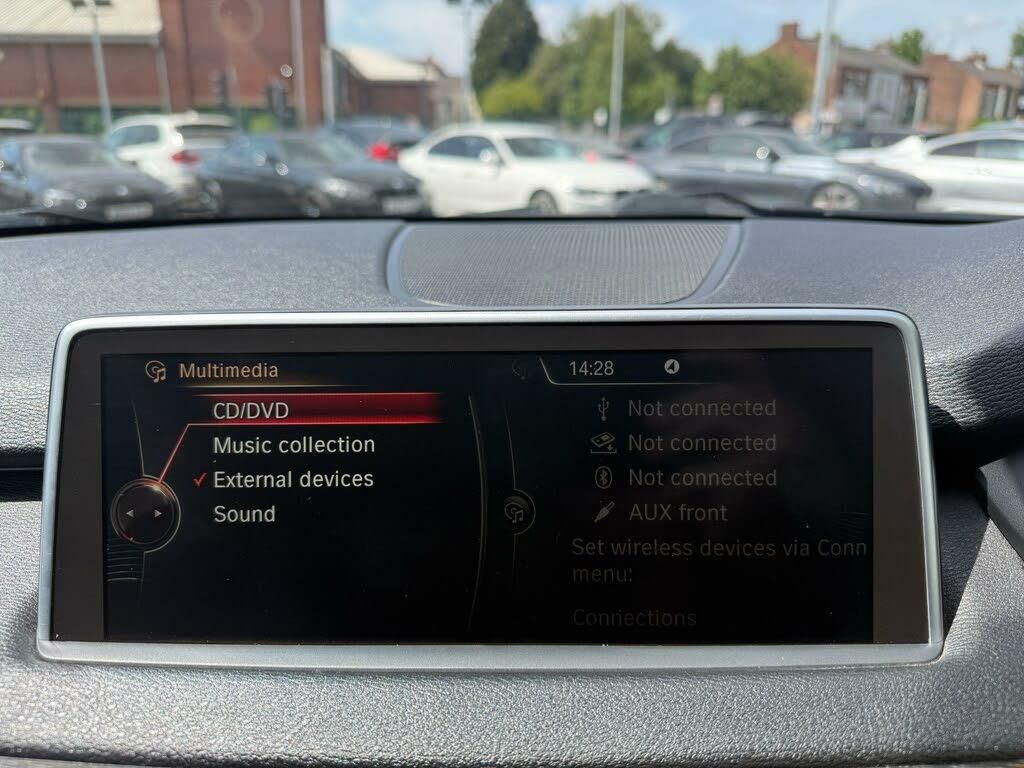 Multimedia
CD/DVD
Music collection
External devices
Sound
14:28
Not connected
Not connected
Not connected
AUX front
Set wireless devices via Conn
menu:
Connections